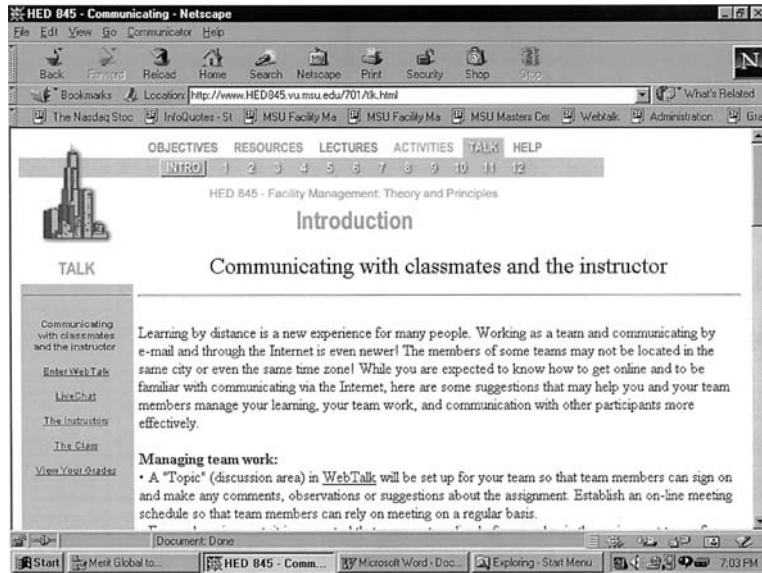 HED 845 - Communicating - Netscape
File Edit View Go Communicator Help
Back Forward Reload Home Search Netscape Print Security Shop Stop
Bookmarks Location: http://www.HED845.vu.msu.edu/701/tlk.html What's Related
The Nasdaq Stoc InfoQuotes - St MSU Facility Ma MSU Facility Ma MSU Masters Cer Webtalk Administration Gra
OBJECTIVES RESOURCES LECTURES ACTIVITIES TALK HELP
INTRO 1 2 3 4 5 6 7 8 9 10 11 12
HED 845 - Facility Management: Theory and Principles
Introduction
TALK
Communicating with classmates and the instructor
Communicating
with classmates
and the instructor
Enter WebTalk
LiveChat
The Instructors
The Class
View Your Grades
Learning by distance is a new experience for many people. Working as a team and communicating by
e-mail and through the Internet is even newer! The members of some teams may not be located in the
same city or even the same time zone! While you are expected to know how to get online and to be
familiar with communicating via the Internet, here are some suggestions that may help you and your team
members manage your learning, your team work, and communication with other participants more
effectively.
Managing team work:
• A "Topic" (discussion area) in WebTalk will be set up for your team so that team members can sign on
and make any comments, observations or suggestions about the assignment. Establish an on-line meeting
schedule so that team members can rely on meeting on a regular basis.
Document: Done
Start Merit Global to... HED 845 - Comm... Microsoft Word - Doc... Exploring - Start Menu 7:03 PM